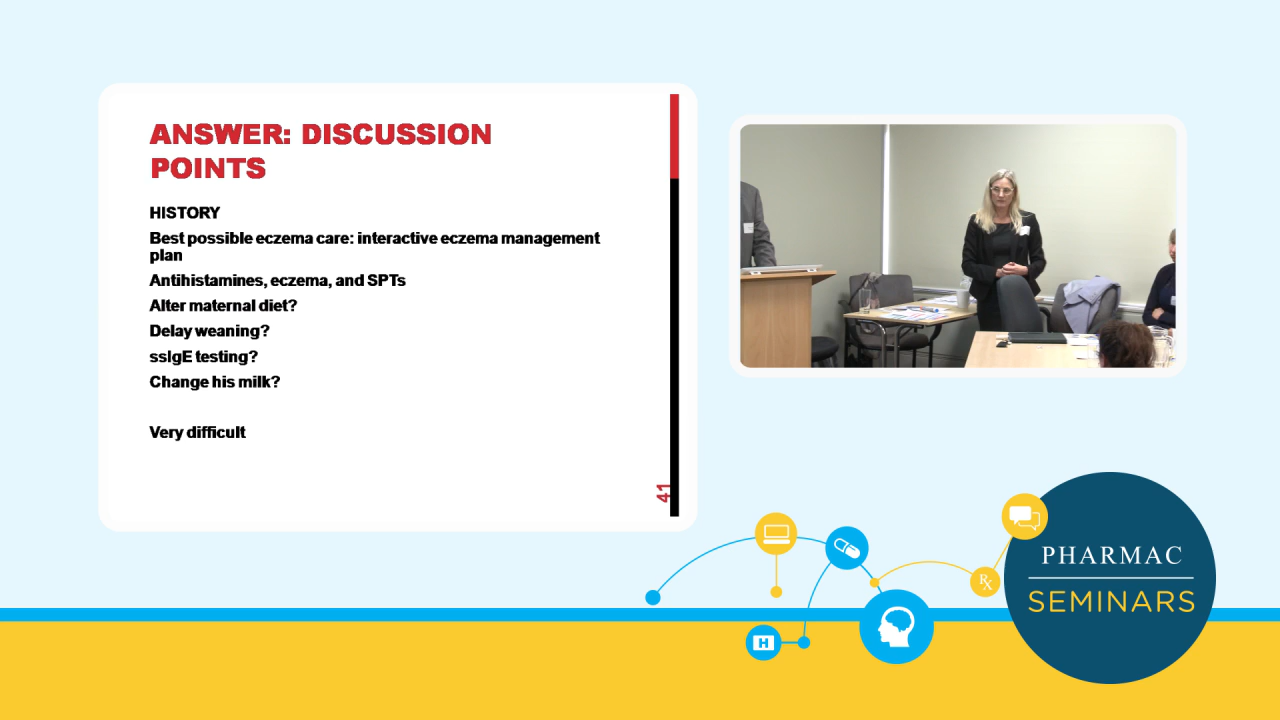 ANSWER: DISCUSSION
POINTS
HISTORY
Best possible eczema care: interactive eczema management
plan
Antihistamines, eczema, and SPTs
Alter maternal diet?
Delay weaning?
ssIgE testing?
Change his milk?
Very difficult
41
H
Rx
PHARMAC
SEMINARS